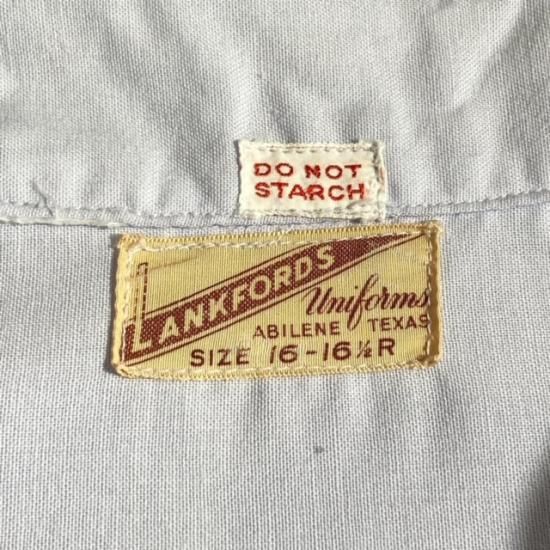 DO NOT
STARCH
LANKFORDS
Uniforms
ABILENE TEXAS
SIZE 16-16½R